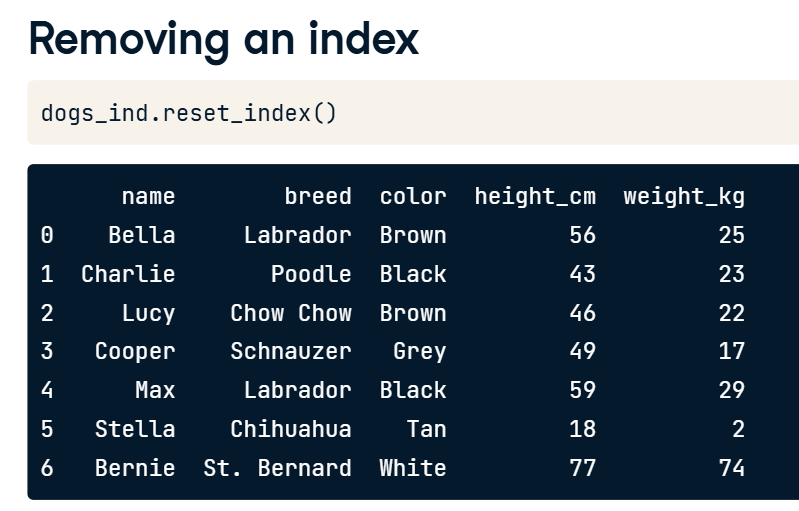 Removing an index
dogs_ind.reset_index()
name breed color height_cm weight_kg
0 Bella Labrador Brown 56 25
1 Charlie Poodle Black 43 23
2 Lucy Chow Chow Brown 46 22
3 Cooper Schnauzer Grey 49 17
4 Max Labrador Black 59 29
5 Stella Chihuahua Tan 18 2
6 Bernie St. Bernard White 77 74